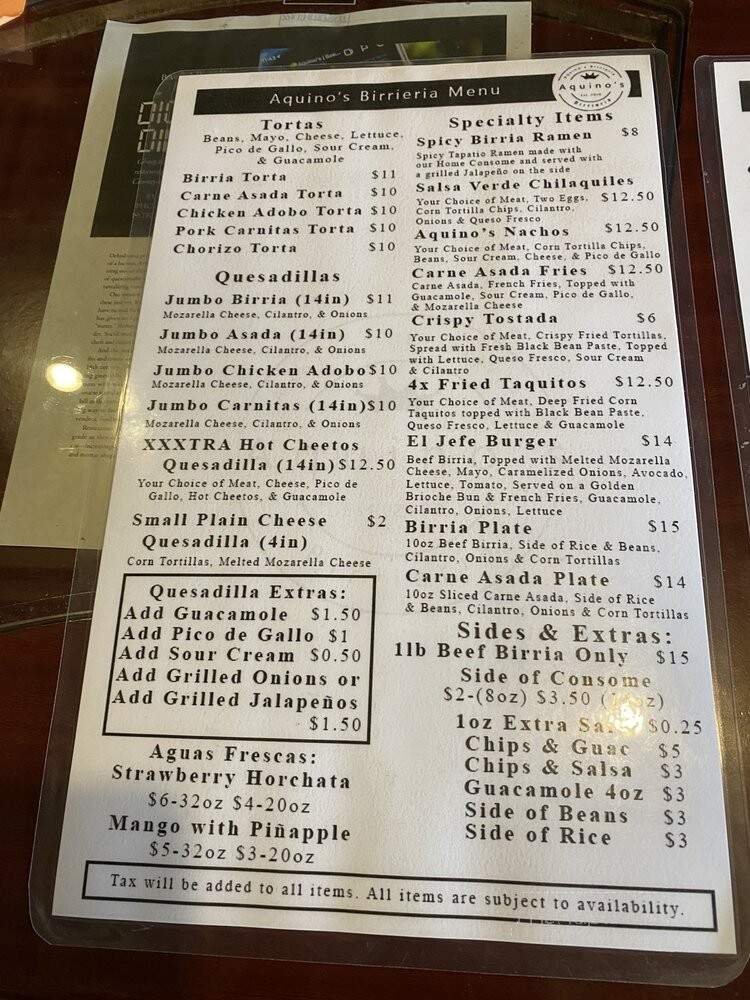 Aquino's Birrieria Menu
Aquino's
Birrieria
Tortas
Beans, Mayo, Cheese, Lettuce,
Pico de Gallo, Sour Cream,
& Guacamole
Birria Torta $11
Carne Asada Torta $10
Chicken Adobo Torta $10
Pork Carnitas Torta $10
Chorizo Torta $10
Quesadillas
Jumbo Birria (14in) $11
Mozarella Cheese, Cilantro, & Onions
Jumbo Asada (14in) $10
Mozarella Cheese, Cilantro, & Onions
Jumbo Chicken Adobo $10
Mozarella Cheese, Cilantro, & Onions
Jumbo Carnitas (14in) $10
Mozarella Cheese, Cilantro, & Onions
XXXTRA Hot Cheetos
Quesadilla (14in) $12.50
Your Choice of Meat, Cheese, Pico de
Gallo, Hot Cheetos, & Guacamole
Small Plain Cheese $2
Quesadilla (4in)
Corn Tortillas, Melted Mozarella Cheese
Quesadilla Extras:
Add Guacamole $1.50
Add Pico de Gallo $1
Add Sour Cream $0.50
Add Grilled Onions or
Add Grilled Jalapeños
$1.50
Aguas Frescas:
Strawberry Horchata
$6-32oz $4-20oz
Mango with Piñapple
$5-32oz $3-20oz
Specialty Items
Spicy Birria Ramen $8
Spicy Tapatio Ramen made with
our Home Consome and served with
a grilled Jalapeño on the side
Salsa Verde Chilaquiles
Your Choice of Meat, Two Eggs, $12.50
Corn Tortilla Chips, Cilantro,
Onions & Queso Fresco
Aquino's Nachos $12.50
Your Choice of Meat, Corn Tortilla Chips,
Beans, Sour Cream, Cheese, & Pico de Gallo
Carne Asada Fries $12.50
Carne Asada, French Fries, Topped with
Guacamole, Sour Cream, Pico de Gallo,
& Mozarella Cheese
Crispy Tostada $6
Your Choice of Meat, Crispy Fried Tortillas,
Spread with Fresh Black Bean Paste, Topped
with Lettuce, Queso Fresco, Sour Cream
& Cilantro
4x Fried Taquitos $12.50
Your Choice of Meat, Deep Fried Corn
Taquitos topped with Black Bean Paste,
Queso Fresco, Lettuce & Guacamole
El Jefe Burger $14
Beef Birria, Topped with Melted Mozarella
Cheese, Mayo, Caramelized Onions, Avocado,
Lettuce, Tomato, Served on a Golden
Brioche Bun & French Fries, Guacamole,
Cilantro, Onions, Lettuce
Birria Plate $15
10oz Beef Birria, Side of Rice & Beans,
Cilantro, Onions & Corn Tortillas
Carne Asada Plate $14
10oz Sliced Carne Asada, Side of Rice
& Beans, Cilantro, Onions & Corn Tortillas
Sides & Extras:
1lb Beef Birria Only $15
Side of Consome
$2-(8oz) $3.50
1oz Extra $0.25
Chips & Guac $5
Chips & Salsa $3
Guacamole 4oz $3
Side of Beans $3
Side of Rice $3
Tax will be added to all items. All items are subject to availability.